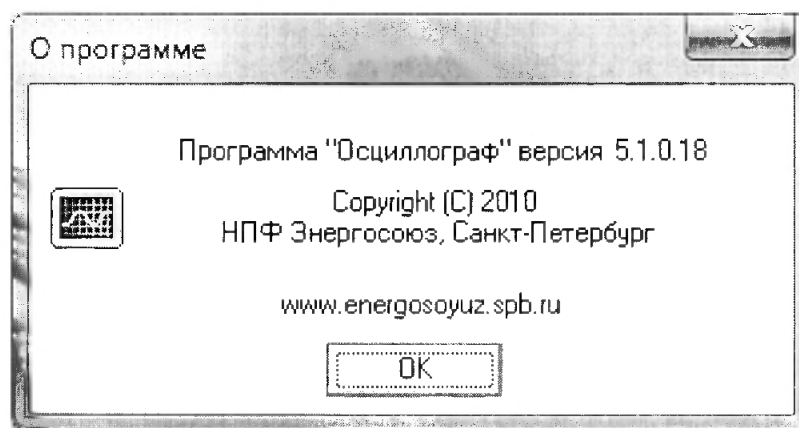 О программе
Программа "Осциллограф" версия 5.1.0.18
Copyright (C) 2010
НПФ Энергосоюз, Санкт-Петербург
www.energosoyuz.spb.ru
OK